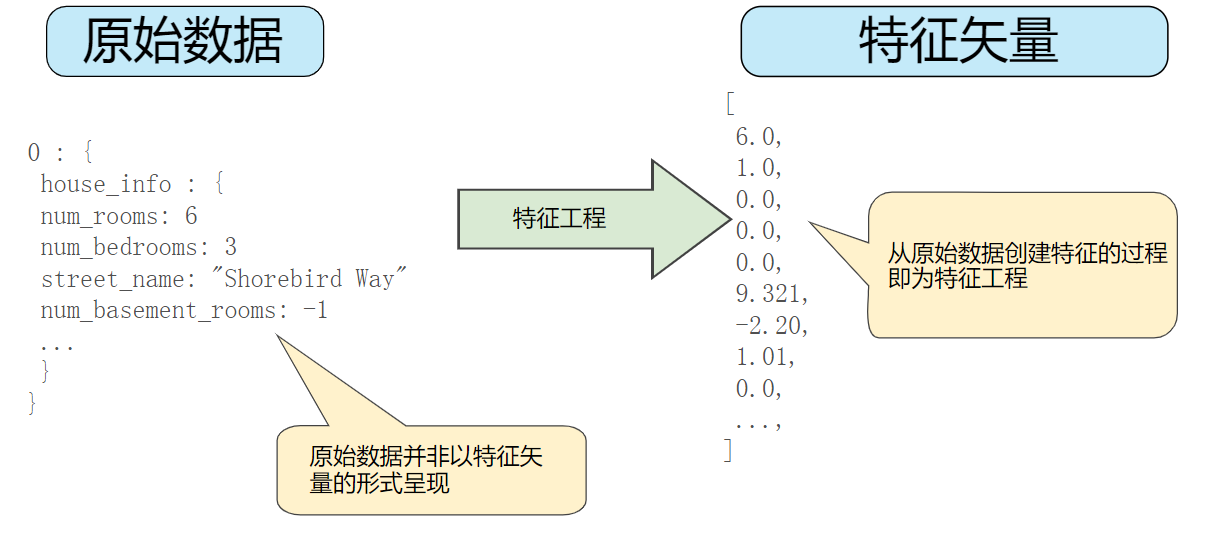 原始数据
0 : {
house_info : {
num_rooms: 6
num_bedrooms: 3
street_name: "Shorebird Way"
num_basement_rooms: -1
...
}
}
原始数据并非以特征矢
量的形式呈现
特征工程
特征矢量
[
6.0,
1.0,
0.0,
0.0,
0.0,
9.321,
-2.20,
1.01,
0.0,
...,
]
从原始数据创建特征的过程
即为特征工程